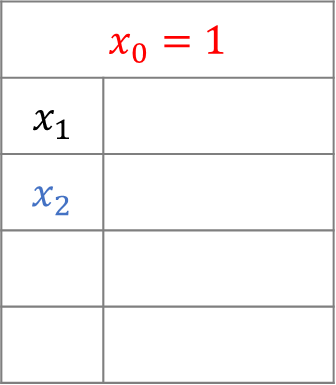 x₀ = 1
x₁
x₂